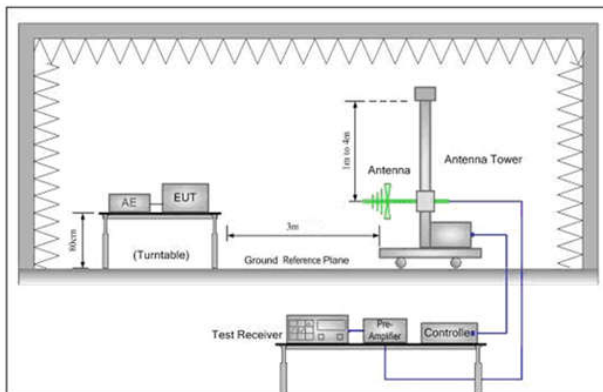 1m to 4m
Antenna
Antenna Tower
AE
EUT
80cm
(Turntable)
3m
Ground Reference Plane
Test Receiver
Pre-
Amplifier
Controller